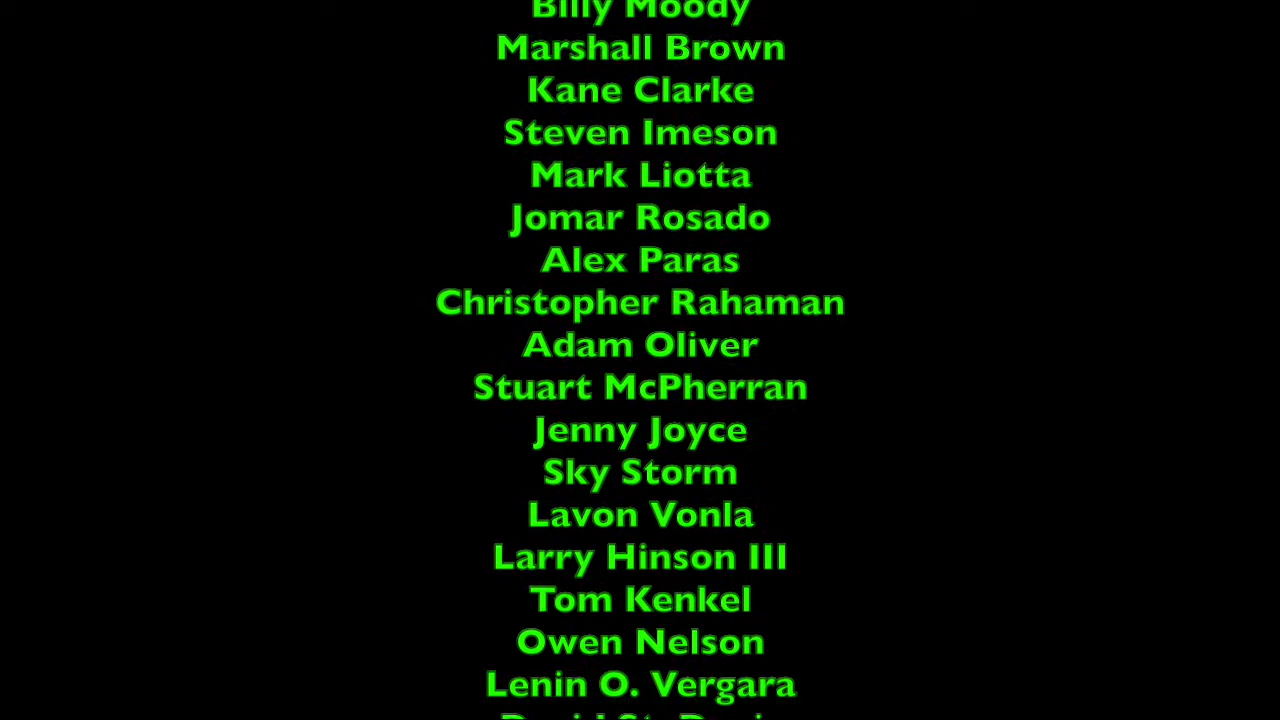 Billy Moody
Marshall Brown
Kane Clarke
Steven Imeson
Mark Liotta
Jomar Rosado
Alex Paras
Christopher Rahaman
Adam Oliver
Stuart McPherran
Jenny Joyce
Sky Storm
Lavon Vonla
Larry Hinson III
Tom Kenkel
Owen Nelson
Lenin O. Vergara